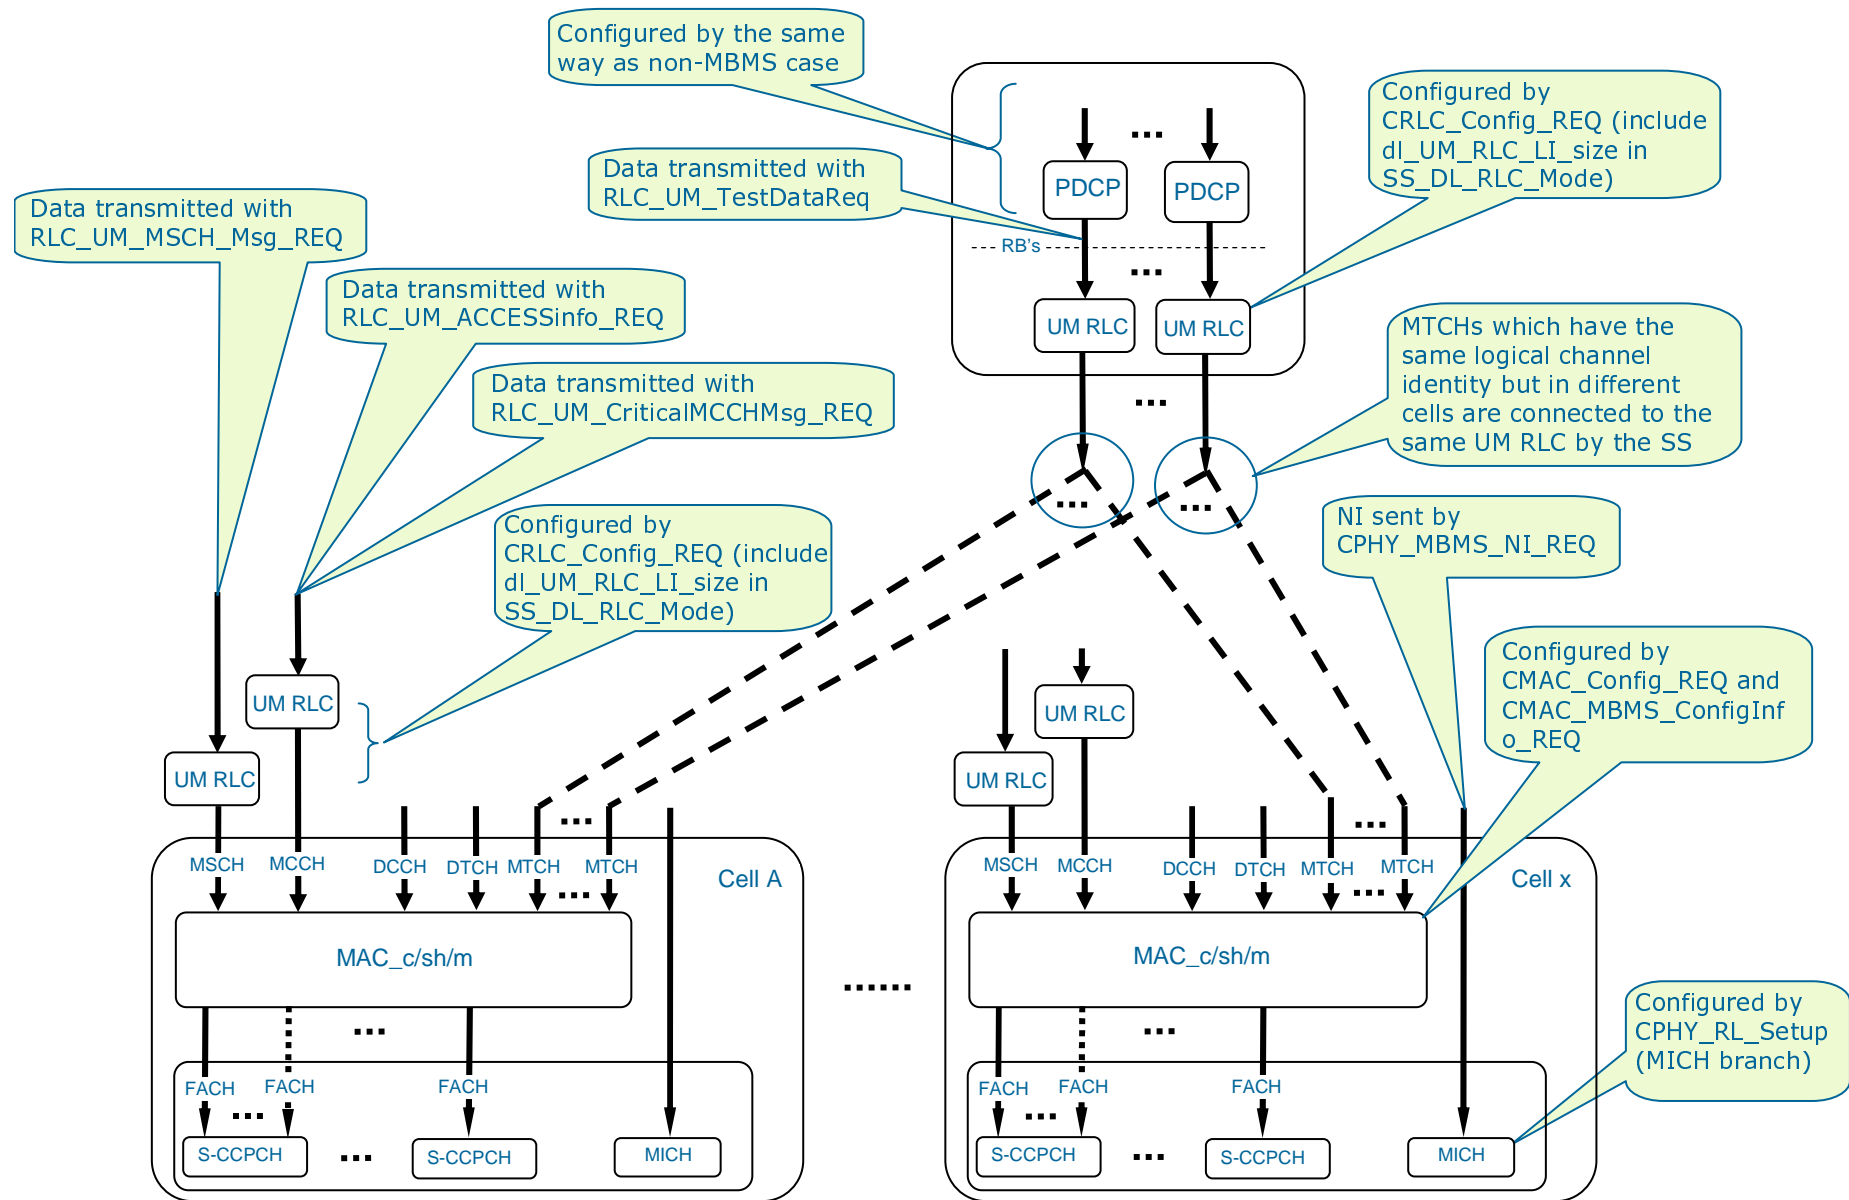 Configured by the same
way as non-MBMS case
Configured by
CRLC_Config_REQ (include
dl_UM_RLC_LI_size in
SS_DL_RLC_Mode)
Data transmitted with
RLC_UM_TestDataReq
PDCP
PDCP
Data transmitted with
RLC_UM_MSCH_Msg_REQ
RB's
Data transmitted with
RLC_UM_ACCESSinfo_REQ
UM RLC
UM RLC
MTCHs which have the
same logical channel
identity but in different
cells are connected to the
same UM RLC by the SS
Data transmitted with
RLC_UM_CriticalMCCHMsg_REQ
Configured by
CRLC_Config_REQ (include
dl_UM_RLC_LI_size in
SS_DL_RLC_Mode)
NI sent by
CPHY_MBMS_NI_REQ
Configured by
CMAC_Config_REQ and
CMAC_MBMS_ConfigInf
o_REQ
UM RLC
UM RLC
UM RLC
UM RLC
MSCH
MCCH
DCCH
DTCH
MTCH
MTCH
Cell A
MSCH
MCCH
DCCH
DTCH
MTCH
MTCH
Cell x
MAC_c/sh/m
MAC_c/sh/m
Configured by
CPHY_RL_Setup
(MICH branch)
FACH
FACH
FACH
FACH
FACH
FACH
S-CCPCH
S-CCPCH
MICH
S-CCPCH
S-CCPCH
MICH